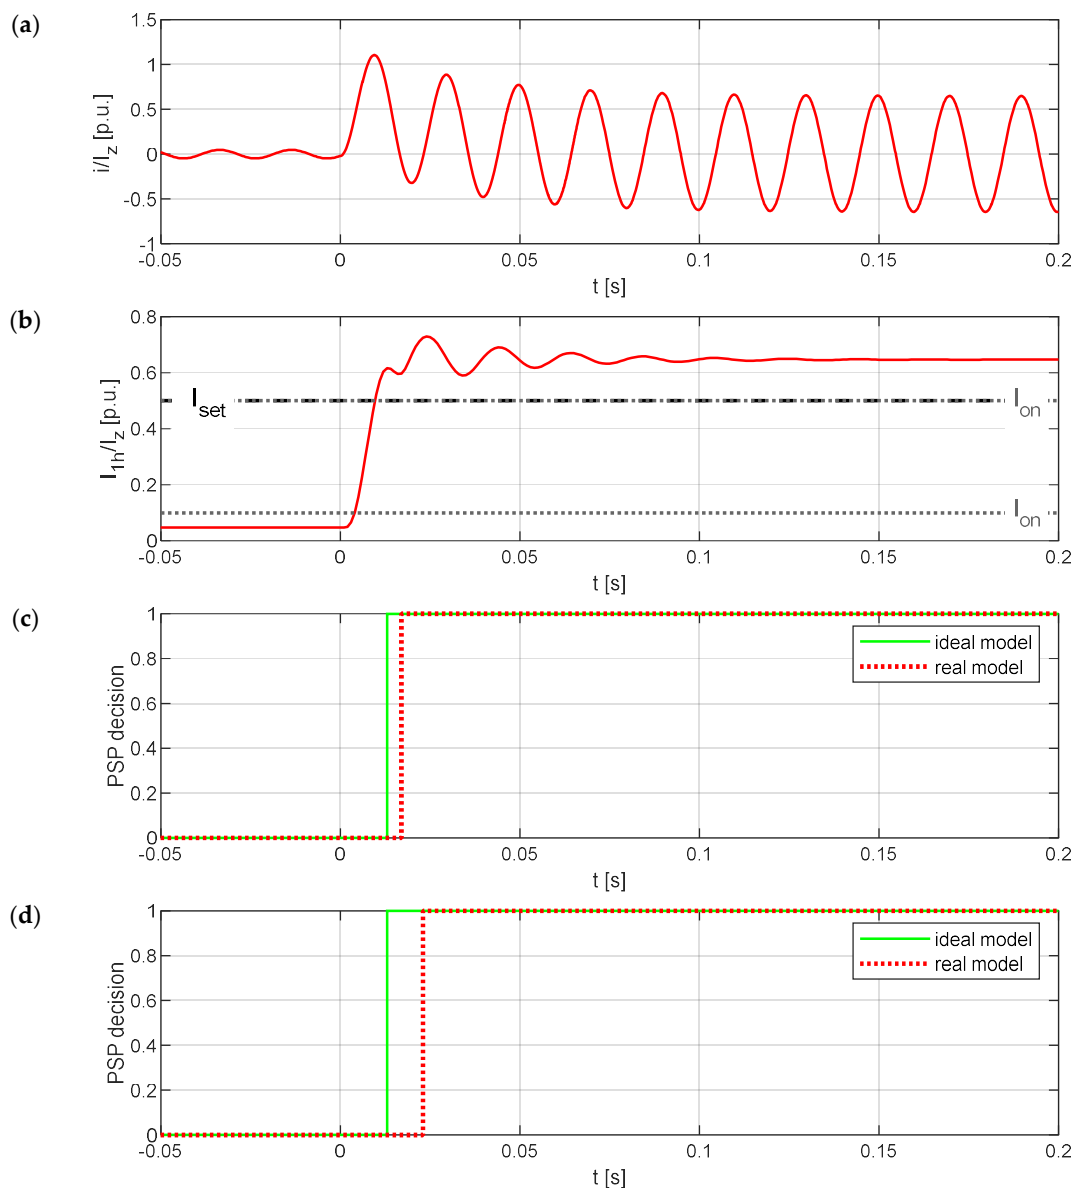 (a)
1.5
1
0.5
0
-0.5
-1
i/I_z [p.u.]
-0.05 0 0.05 0.1 0.15 0.2
t [s]
(b)
0.8
0.6
0.4
0.2
0
I_1h/I_z [p.u.]
I_set
I_on
I_on
-0.05 0 0.05 0.1 0.15 0.2
t [s]
(c)
1
0.8
0.6
0.4
0.2
0
PSP decision
ideal model
real model
-0.05 0 0.05 0.1 0.15 0.2
t [s]
(d)
1
0.8
0.6
0.4
0.2
0
PSP decision
ideal model
real model
-0.05 0 0.05 0.1 0.15 0.2
t [s]